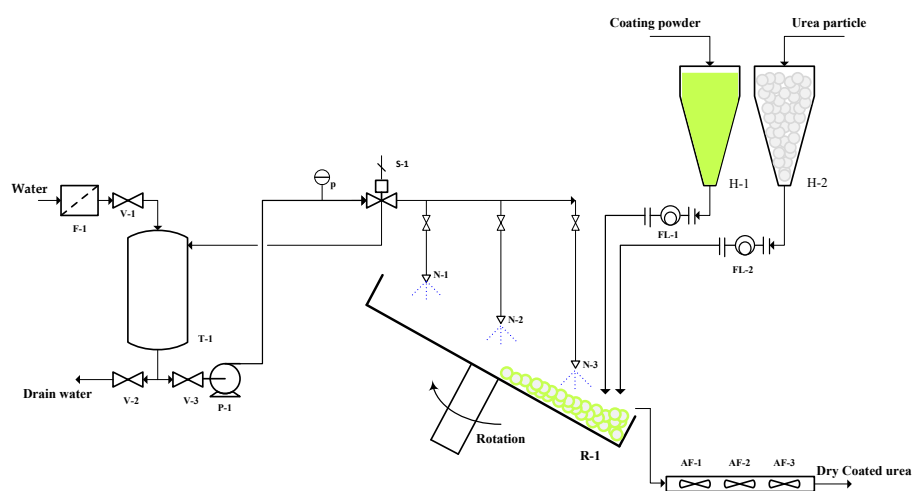 Coating powder
Urea particle
S-1
p
Water
F-1
V-1
H-1
H-2
FL-1
FL-2
N-1
N-2
N-3
T-1
Drain water
V-2
V-3
P-1
Rotation
R-1
AF-1
AF-2
AF-3
Dry Coated urea